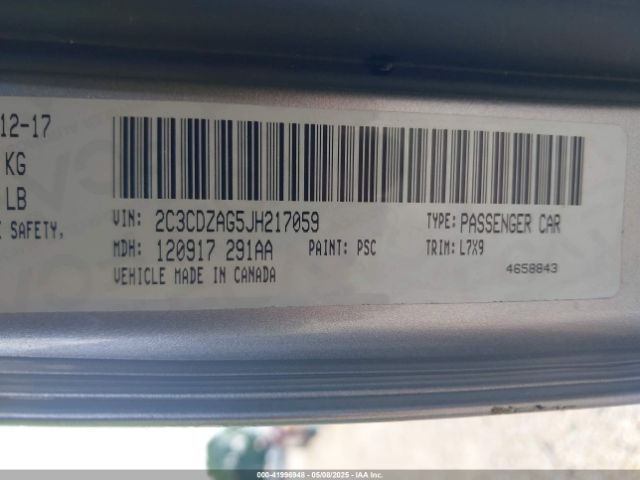 12-17
KG
LB
SAFETY,
VIN: 2C3CDZAG5JH217059
TYPE: PASSENGER CAR
MDH: 120917 291AA
PAINT: PSC
TRIM: L7X9
VEHICLE MADE IN CANADA
4658843
000-41996948 - 05/08/2025 - IAA Inc.